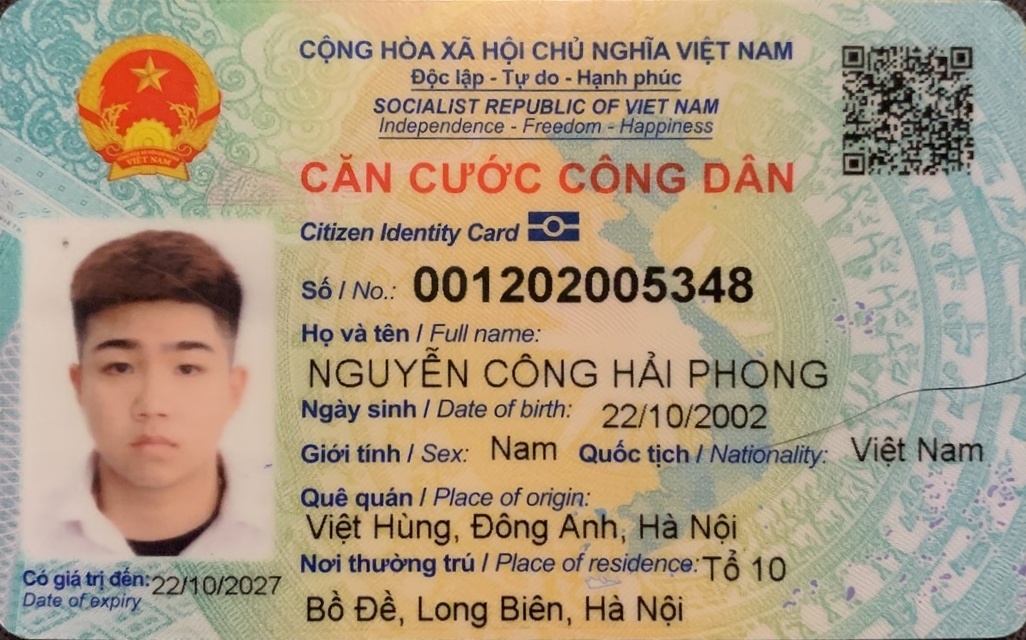 CỘNG HÒA XÃ HỘI CHỦ NGHĨA VIỆT NAM
Độc lập - Tự do - Hạnh phúc
SOCIALIST REPUBLIC OF VIET NAM
Independence - Freedom - Happiness
CĂN CƯỚC CÔNG DÂN
Citizen Identity Card
Số / No.: 001202005348
Họ và tên / Full name:
NGUYỄN CÔNG HẢI PHONG
Ngày sinh / Date of birth: 22/10/2002
Giới tính / Sex: Nam Quốc tịch / Nationality: Việt Nam
Quê quán / Place of origin:
Việt Hùng, Đông Anh, Hà Nội
Nơi thường trú / Place of residence: Tổ 10
Bồ Đề, Long Biên, Hà Nội
Có giá trị đến: 22/10/2027
Date of expiry
VIỆT NAM